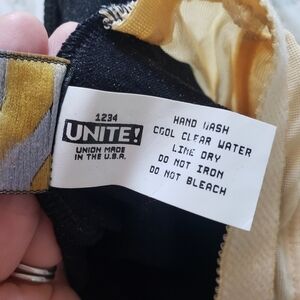 1234
UNITE!
UNION MADE
IN THE U.S.A.
HAND WASH
COOL CLEAR WATER
LINE DRY
DO NOT IRON
DO NOT BLEACH